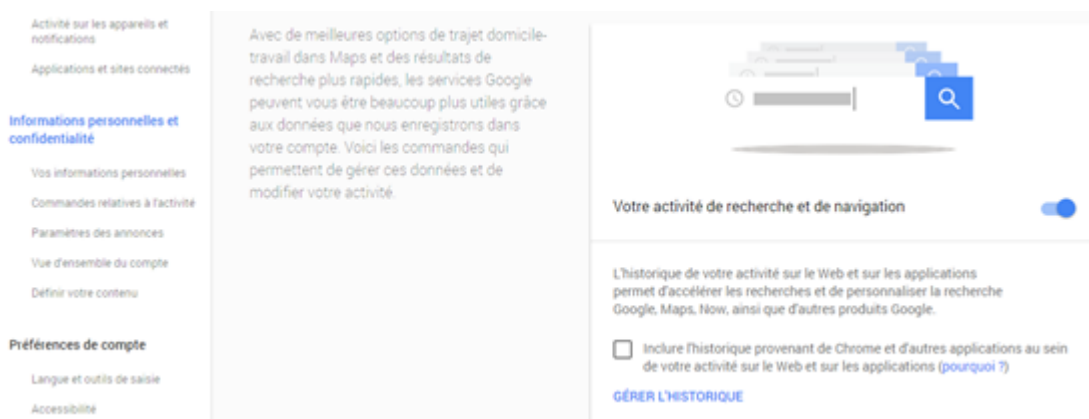 Activité sur les appareils et
notifications
Applications et sites connectés
Informations personnelles et
confidentialité
Vos informations personnelles
Commandes relatives à l'activité
Paramètres des annonces
Vue d'ensemble du compte
Définir votre contenu
Préférences de compte
Langue et outils de saisie
Accessibilité
Avec de meilleures options de trajet domicile-
travail dans Maps et des résultats de
recherche plus rapides, les services Google
peuvent vous être beaucoup plus utiles grâce
aux données que nous enregistrons dans
votre compte. Voici les commandes qui
permettent de gérer ces données et de
modifier votre activité.
Votre activité de recherche et de navigation
L'historique de votre activité sur le Web et sur les applications
permet d'accélérer les recherches et de personnaliser la recherche
Google, Maps, Now, ainsi que d'autres produits Google.
Inclure l'historique provenant de Chrome et d'autres applications au sein
de votre activité sur le Web et sur les applications (pourquoi ?)
GÉRER L'HISTORIQUE